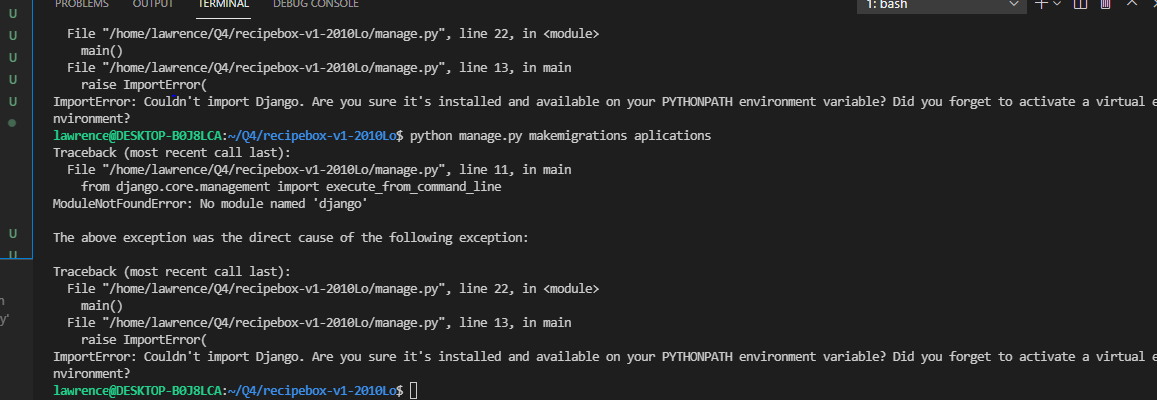 PROBLEMS OUTPUT TERMINAL DEBUG CONSOLE 1: bash
U
File "/home/lawrence/Q4/recipebox-v1-2010Lo/manage.py", line 22, in <module>
U
main()
U
File "/home/lawrence/Q4/recipebox-v1-2010Lo/manage.py", line 13, in main
U
raise ImportError(
U
ImportError: Couldn't import Django. Are you sure it's installed and available on your PYTHONPATH environment variable? Did you forget to activate a virtual e
nvironment?
lawrence@DESKTOP-B0J8LCA:~/Q4/recipebox-v1-2010Lo$ python manage.py makemigrations aplications
Traceback (most recent call last):
File "/home/lawrence/Q4/recipebox-v1-2010Lo/manage.py", line 11, in main
from django.core.management import execute_from_command_line
ModuleNotFoundError: No module named 'django'
U
The above exception was the direct cause of the following exception:
U
Traceback (most recent call last):
File "/home/lawrence/Q4/recipebox-v1-2010Lo/manage.py", line 22, in <module>
main()
File "/home/lawrence/Q4/recipebox-v1-2010Lo/manage.py", line 13, in main
y'
raise ImportError(
ImportError: Couldn't import Django. Are you sure it's installed and available on your PYTHONPATH environment variable? Did you forget to activate a virtual e
nvironment?
lawrence@DESKTOP-B0J8LCA:~/Q4/recipebox-v1-2010Lo$